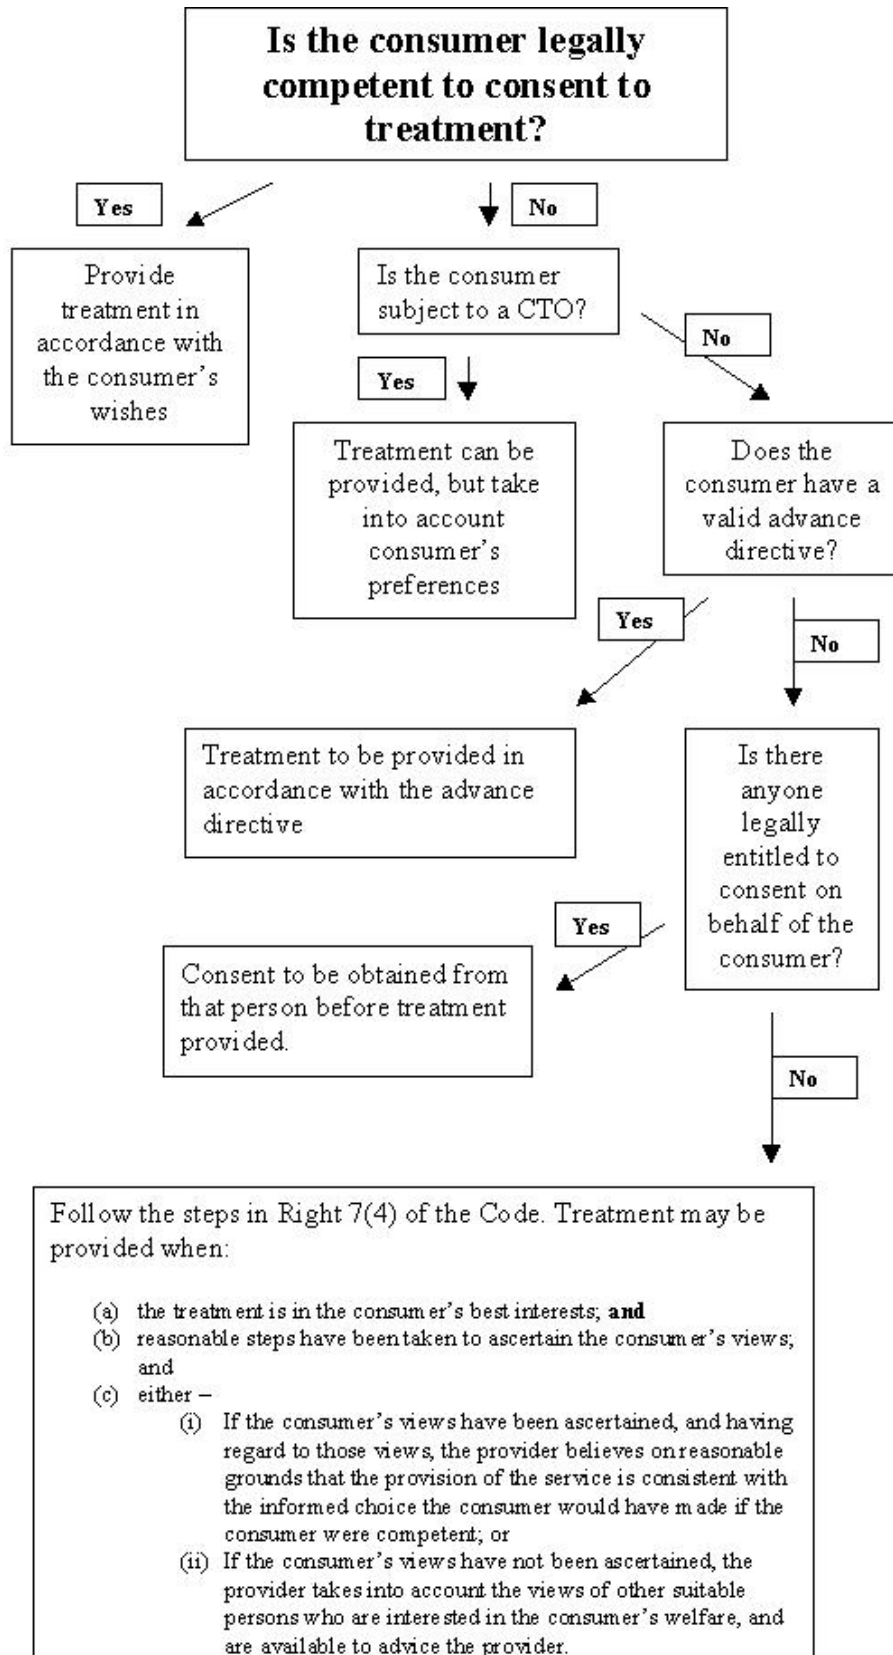 Is the consumer legally
competent to consent to
treatment?
Yes
No
Provide
treatment in
accordance with
the consumer's
wishes
Is the consumer
subject to a CTO?
No
Yes
Treatment can be
provided, but take
into account
consumer's
preferences
Does the
consumer have a
valid advance
directive?
Yes
No
Treatment to be provided in
accordance with the advance
directive
Is there
anyone
legally
entitled to
consent on
behalf of the
consumer?
Yes
Consent to be obtained from
that person before treatment
provided.
No
Follow the steps in Right 7(4) of the Code. Treatment may be
provided when:
(a) the treatment is in the consumer's best interests; and
(b) reasonable steps have been taken to ascertain the consumer's views;
and
(c) either –
(i) If the consumer's views have been ascertained, and having
regard to those views, the provider believes on reasonable
grounds that the provision of the service is consistent with
the informed choice the consumer would have made if the
consumer were competent; or
(ii) If the consumer's views have not been ascertained, the
provider takes into account the views of other suitable
persons who are interested in the consumer's welfare, and
are available to advice the provider.